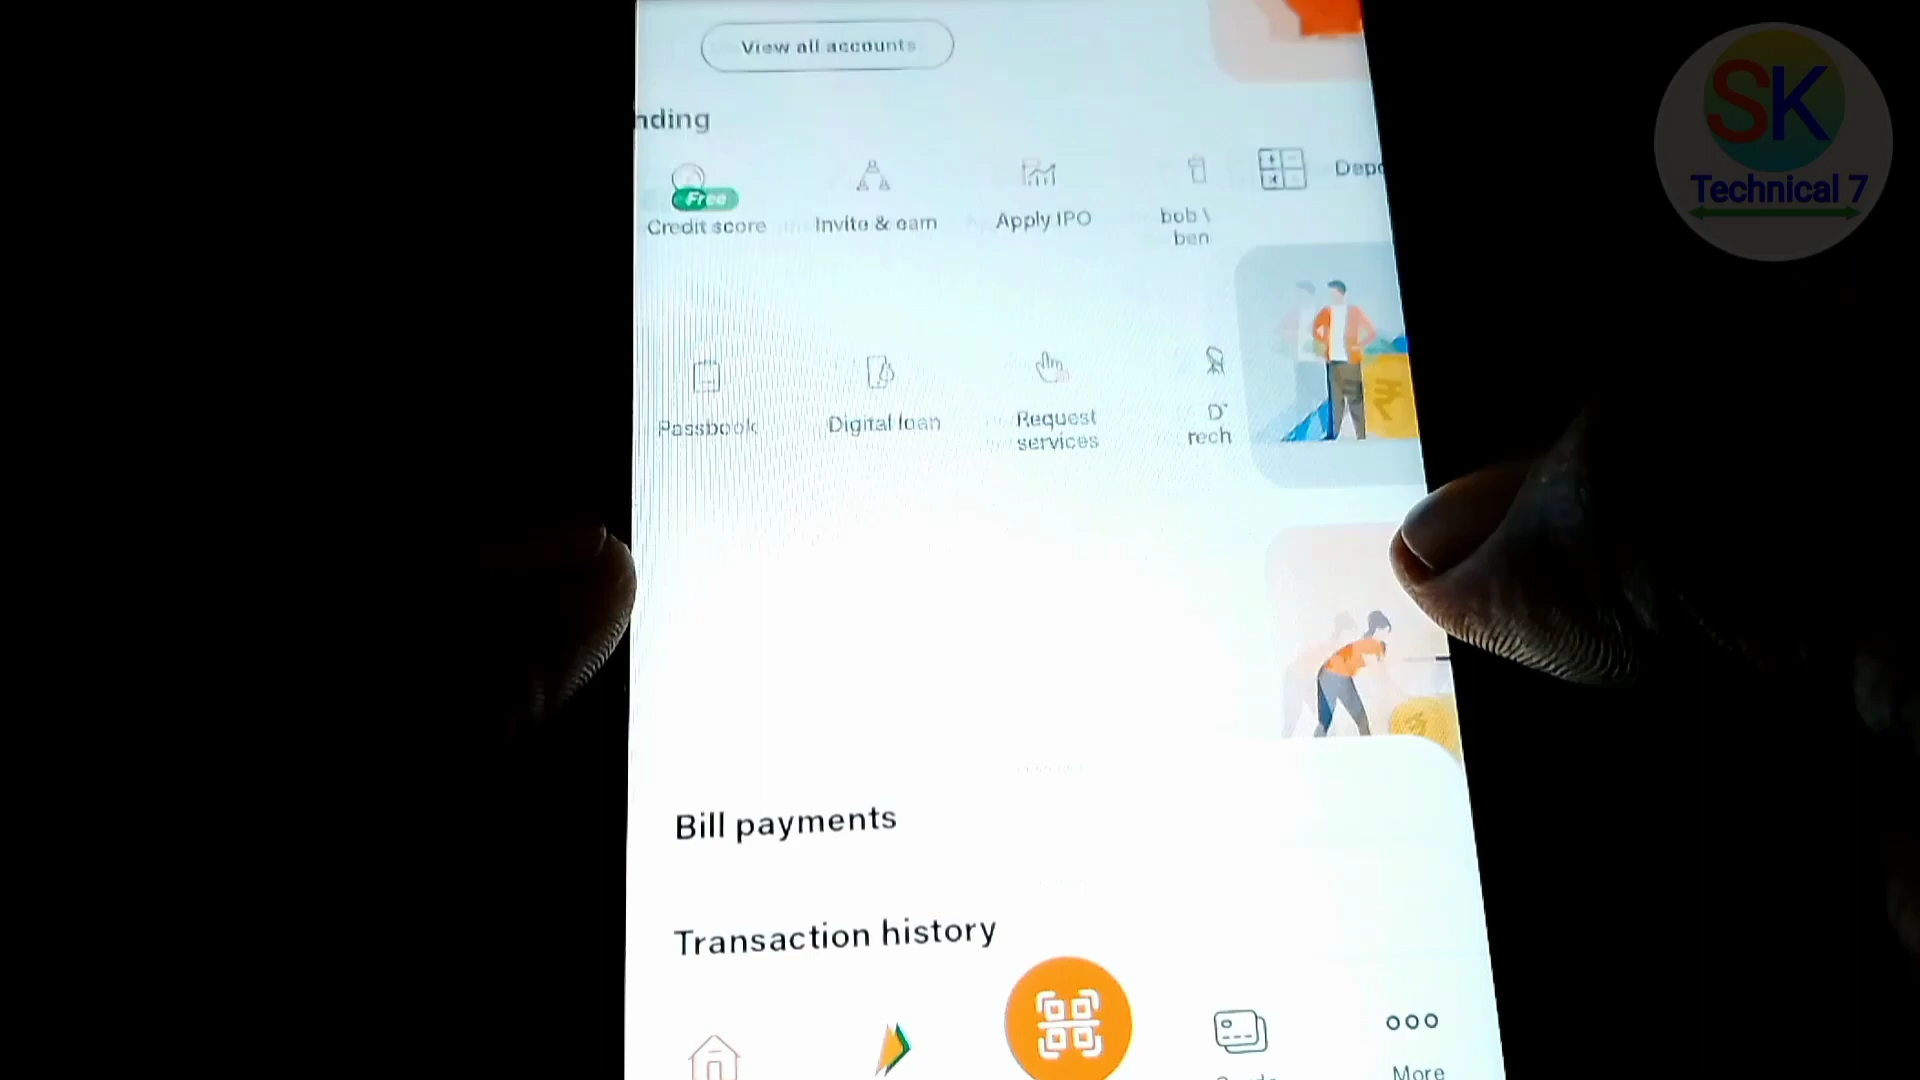 View all accounts
nding
Free
Credit score
Invite & earn
Apply IPO
bob
ben
Depo
Passbook
Digital loan
Request
services
D
rech
Bill payments
Transaction history
More
SK
Technical 7